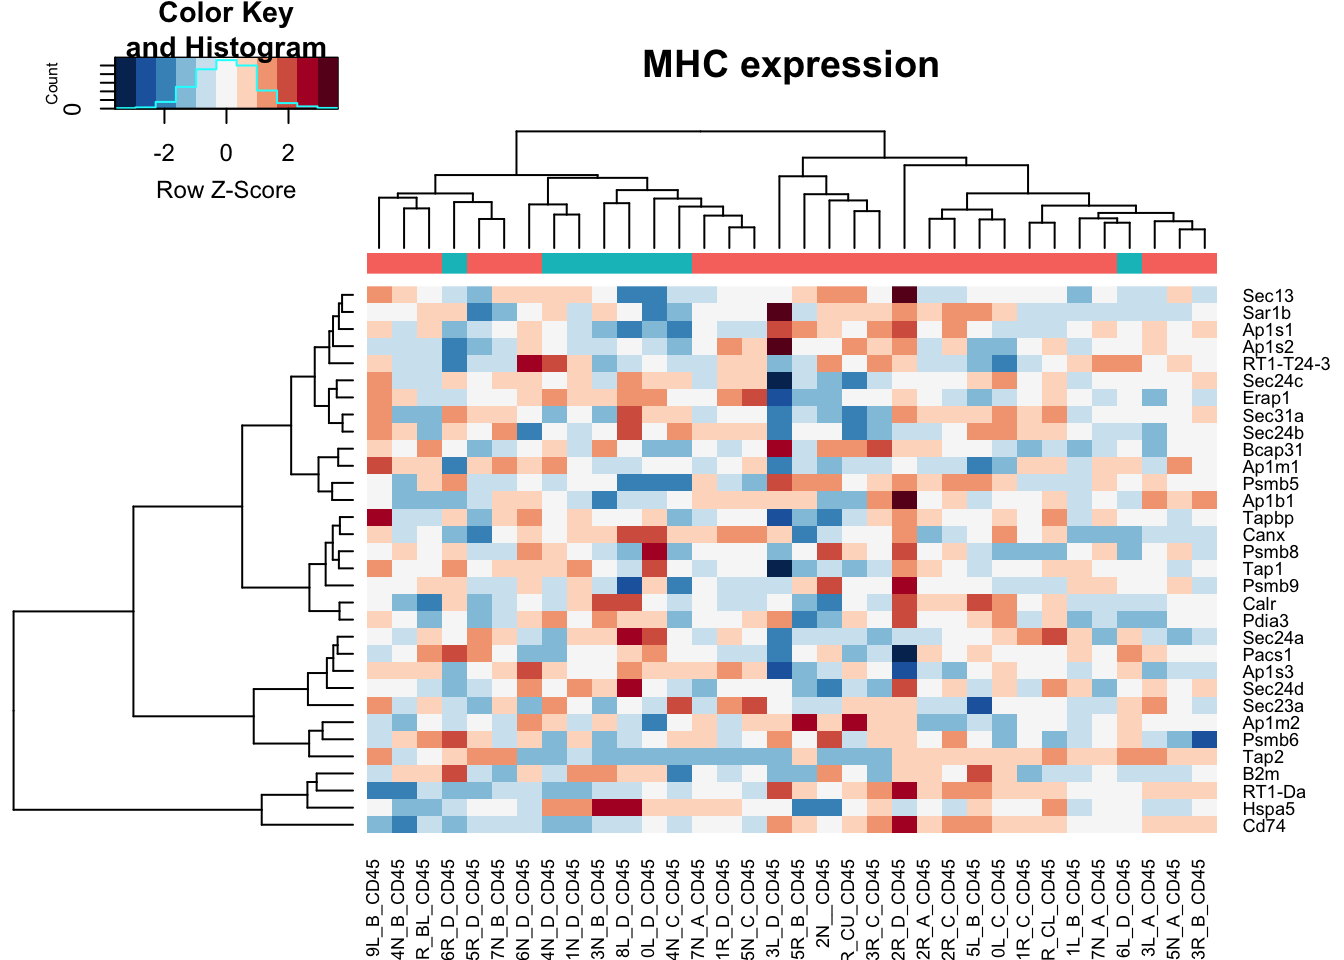 Color Key
and Histogram
Count
0
-2 0 2
Row Z-Score
MHC expression
Sec13
Sar1b
Ap1s1
Ap1s2
RT1-T24-3
Sec24c
Erap1
Sec31a
Sec24b
Bcap31
Ap1m1
Psmb5
Ap1b1
Tapbp
Canx
Psmb8
Tap1
Psmb9
Calr
Pdia3
Sec24a
Pacs1
Ap1s3
Sec24d
Sec23a
Ap1m2
Psmb6
Tap2
B2m
RT1-Da
Hspa5
Cd74
9L_B_CD45
4N_B_CD45
R_BL_CD45
6R_D_CD45
5R_D_CD45
7N_B_CD45
6N_D_CD45
4N_D_CD45
1N_D_CD45
3N_B_CD45
8L_D_CD45
0L_D_CD45
4N_C_CD45
7N_A_CD45
1R_D_CD45
5N_C_CD45
3L_D_CD45
5R_B_CD45
2N__CD45
R_CU_CD45
3R_C_CD45
2R_D_CD45
2R_A_CD45
2R_C_CD45
5L_B_CD45
0L_C_CD45
1R_C_CD45
R_CL_CD45
1L_B_CD45
7N_A_CD45
6L_D_CD45
3L_A_CD45
5N_A_CD45
3R_B_CD45